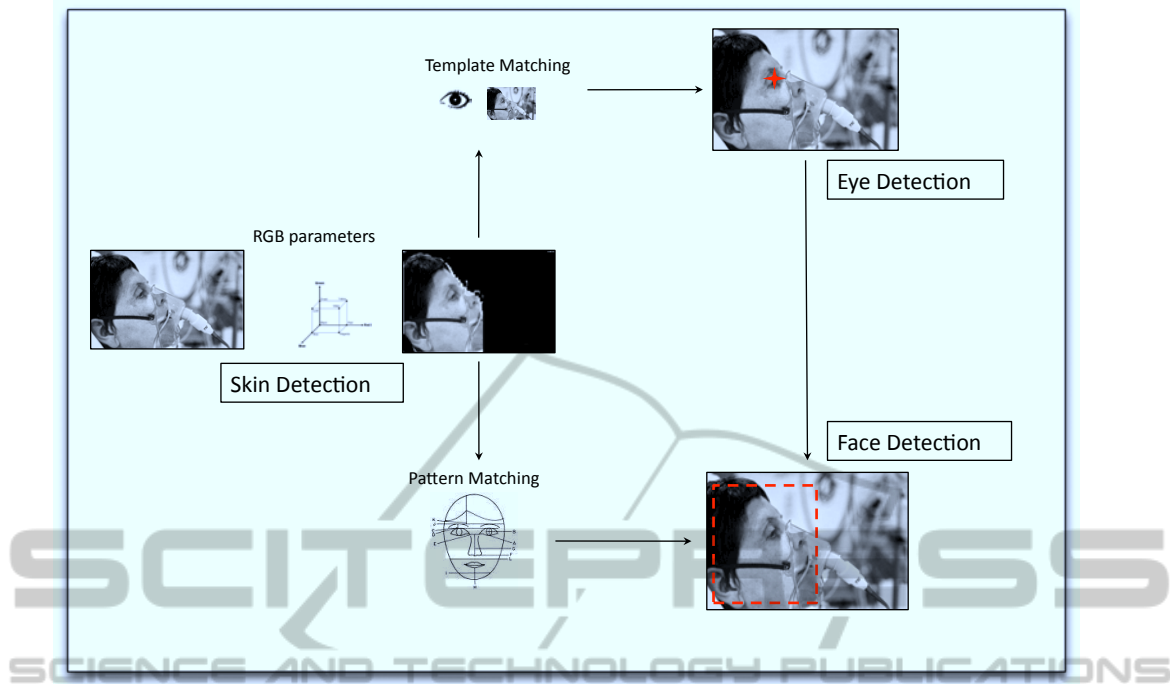 Template Matching
Eye Detection
RGB parameters
Skin Detection
Face Detection
Pattern Matching
SCITEPRESS
SCIENCE AND TECHNOLOGY PUBLICATIONS